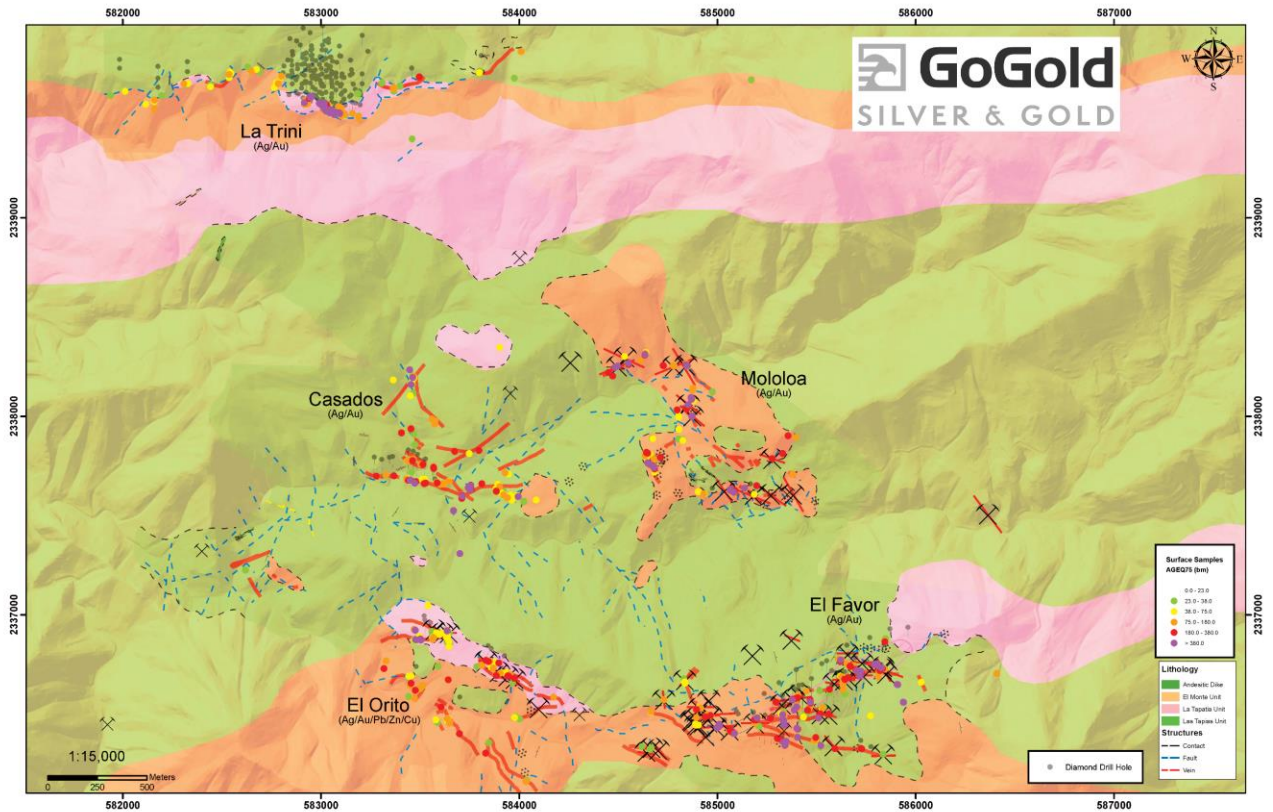 582000 583000 584000 585000 586000 587000
GoGold
SILVER & GOLD
N
W E
S
La Trini
(Ag/Au)
2339000 2339000
Mololoa
(Ag/Au)
Casados
(Ag/Au)
2338000 2338000
Surface Samples
AGEQ75 (bm)
0.0 - 23.0
23.0 - 38.0
38.0 - 75.0
75.0 - 180.0
180.0 - 380.0
> 380.0
El Favor
(Ag/Au)
2337000 2337000
El Orito
(Ag/Au/Pb/Zn/Cu)
Lithology
Andesitic Dike
El Monte Unit
La Tapatia Unit
Las Tapias Unit
Structures
Contact
Fault
Vein
1:15,000
Meters
0 250 500
Diamond Drill Hole
582000 583000 584000 585000 586000 587000